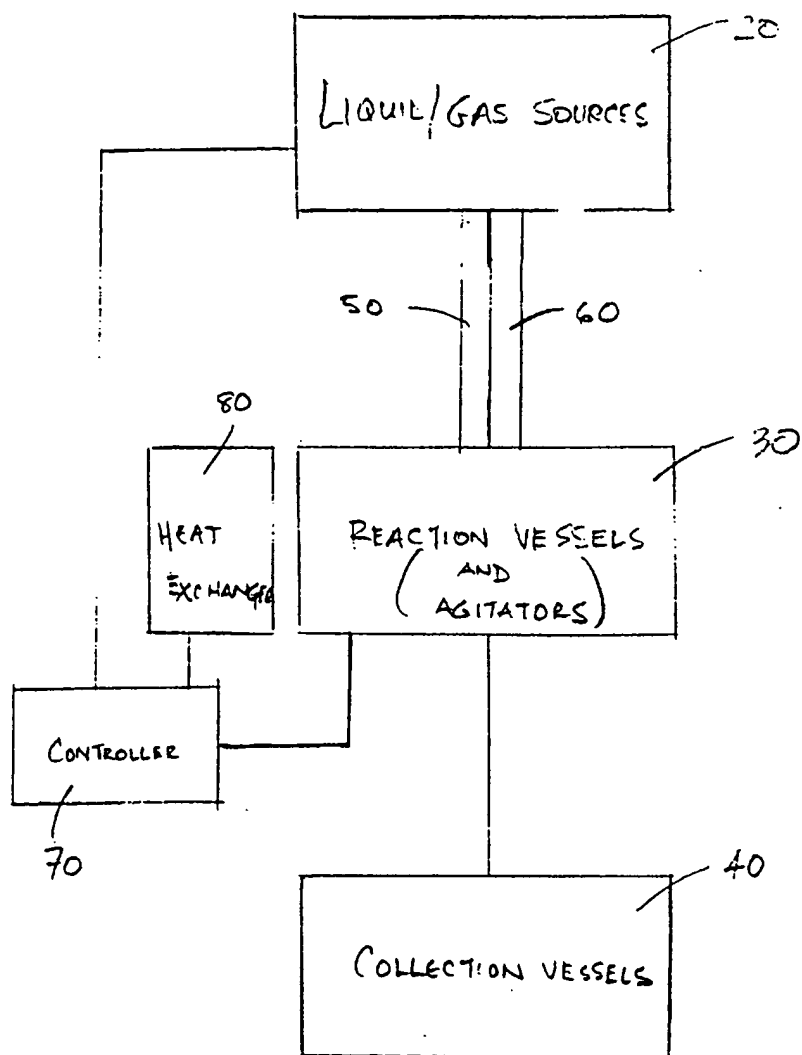 20
LIQUIL/GAS SOURCES
50
60
80
30
HEAT
EXCHANGER
REACTION VESSELS
(AND
AGITATORS)
CONTROLLER
70
40
COLLECTION VESSELS